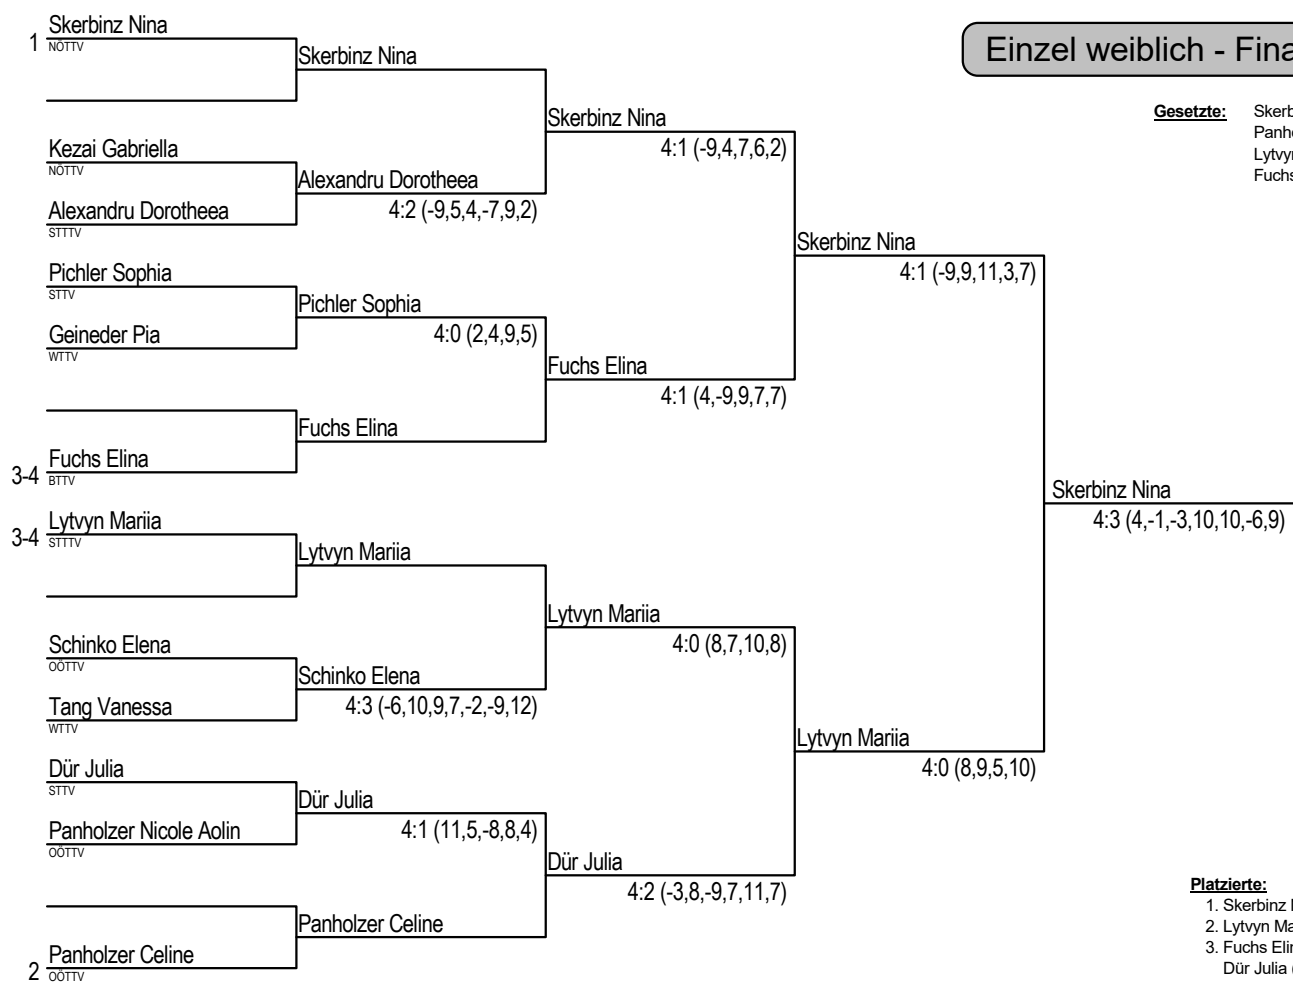 Einzel weiblich - Fina
Gesetzte: Skerb
Panho
Lytvyn
Fuchs
1 Skerbinz Nina
NÖTTV
Kezai Gabriella
NÖTTV
Alexandru Dorotheea
STTTV
Pichler Sophia
STTV
Geineder Pia
WTTV
3-4 Fuchs Elina
BTTV
3-4 Lytvyn Mariia
STTTV
Schinko Elena
OÖTTV
Tang Vanessa
WTTV
Dür Julia
STTV
Panholzer Nicole Aolin
OÖTTV
2 Panholzer Celine
OÖTTV
Skerbinz Nina
Alexandru Dorotheea
4:2 (-9,5,4,-7,9,2)
Pichler Sophia
4:0 (2,4,9,5)
Fuchs Elina
Lytvyn Mariia
Schinko Elena
4:3 (-6,10,9,7,-2,-9,12)
Dür Julia
4:1 (11,5,-8,8,4)
Panholzer Celine
Skerbinz Nina
4:1 (-9,4,7,6,2)
Fuchs Elina
4:1 (4,-9,9,7,7)
Lytvyn Mariia
4:0 (8,7,10,8)
Dür Julia
4:2 (-3,8,-9,7,11,7)
Skerbinz Nina
4:1 (-9,9,11,3,7)
Lytvyn Mariia
4:0 (8,9,5,10)
Skerbinz Nina
4:3 (4,-1,-3,10,10,-6,9)
Platzierte:
1. Skerbinz
2. Lytvyn Ma
3. Fuchs Elin
Dür Julia (